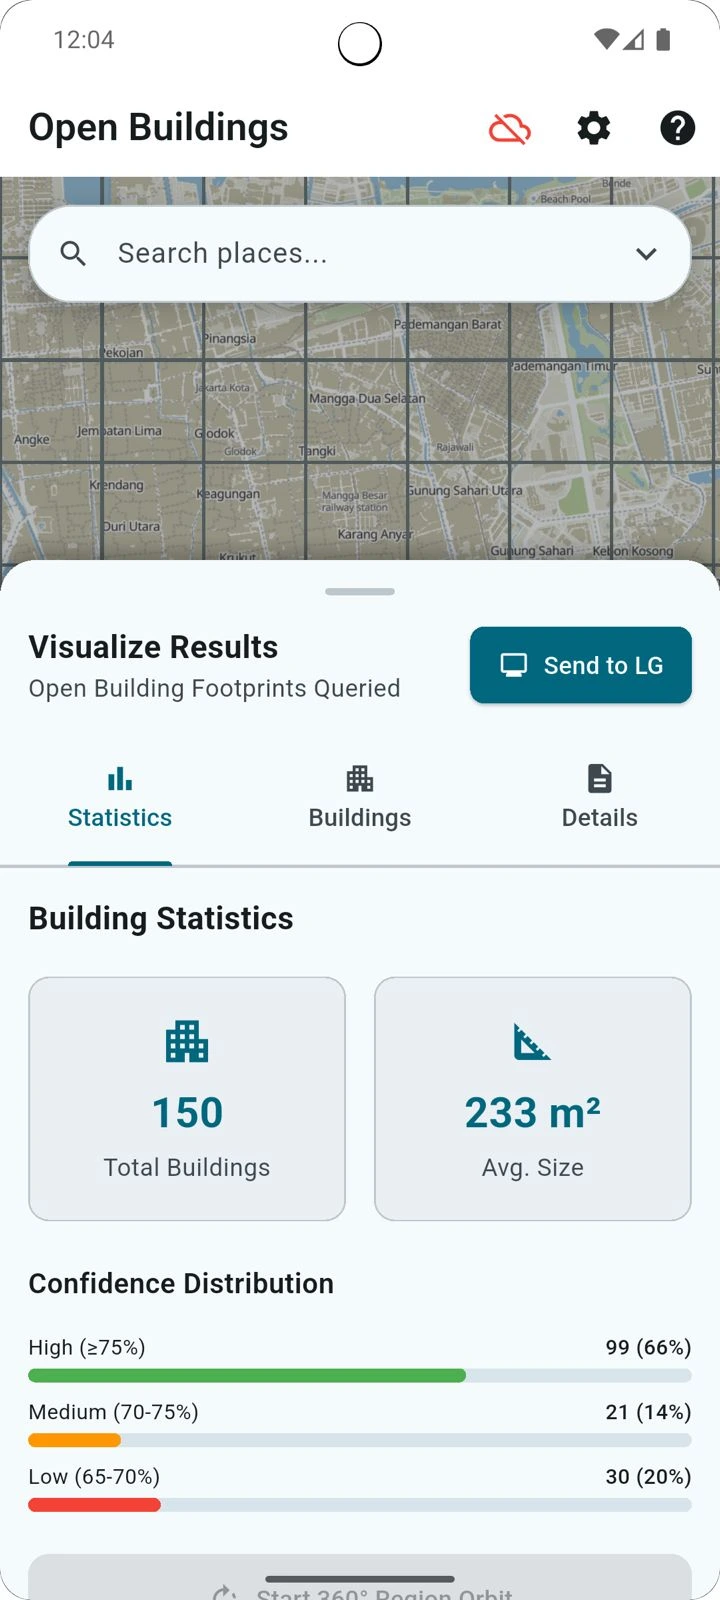 12:04
Open Buildings
Bende
Beach Pool
Search places...
Pademangan Barat
Pinangsia
Pekojan
Pademangan Timur
Jakarta Kota
Mangga Dua Selatan
Jembatan Lima
Glodok
Angke
Rajawali
Glodok
Tangki
Krendang
Keagungan
Gunung Sahari Utara
Mangga Besar
railway station
Duri Utara
Karang Anyar
Krukut
Gunung Sahari
Kebon Kosong
Visualize Results
Open Building Footprints Queried
Send to LG
Statistics
Buildings
Details
Building Statistics
150
Total Buildings
233 m²
Avg. Size
Confidence Distribution
High (≥75%)
99 (66%)
Medium (70-75%)
21 (14%)
Low (65-70%)
30 (20%)
Start 360° Region Orbit